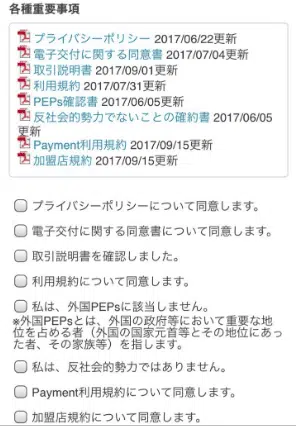 各種重要事項
プライバシーポリシー 2017/06/22更新
電子交付に関する同意書 2017/07/04更新
取引説明書 2017/09/01更新
利用規約 2017/07/31更新
PEPs確認書 2017/06/05更新
反社会的勢力でないことの確約書 2017/06/05
更新
Payment利用規約 2017/09/15更新
加盟店規約 2017/09/15更新
プライバシーポリシーについて同意します。
電子交付に関する同意書について同意します。
取引説明書を確認しました。
利用規約について同意します。
私は、外国PEPsに該当しません。
※外国PEPsとは、外国の政府等において重要な地
位を占める者（外国の国家元首等とその地位にあっ
た者、その家族等）を指します。
私は、反社会的勢力ではありません。
Payment利用規約について同意します。
加盟店規約について同意します。